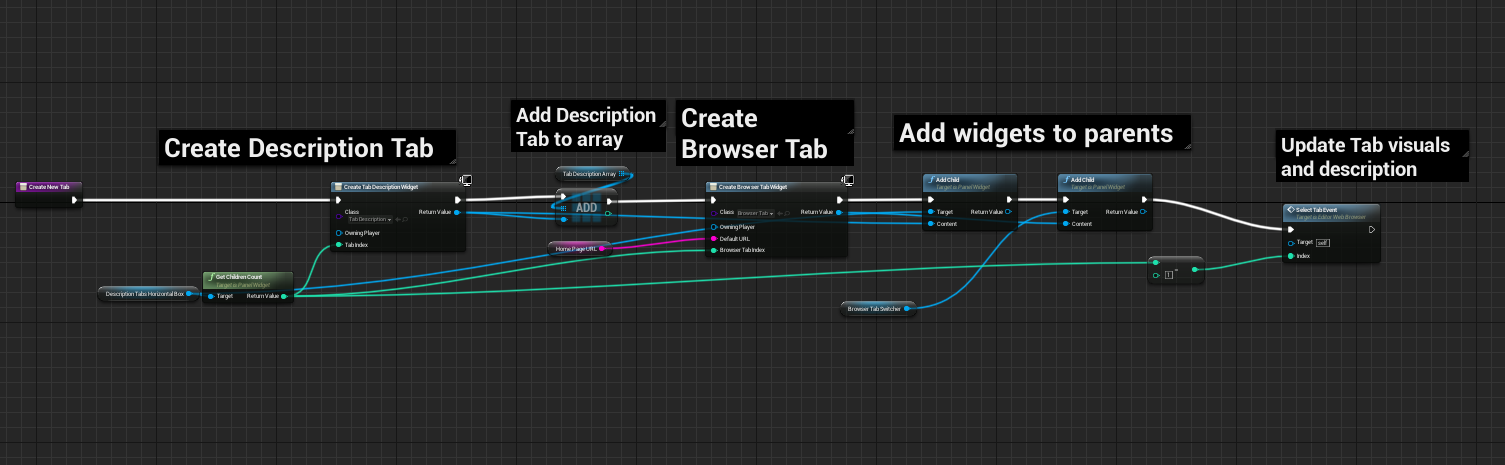 Create Description Tab
Add Description
Tab to array
Create
Browser Tab
Add widgets to parents
Update Tab visuals
and description
Create New Tab
Create Tab Description Widget
Class
Tab Description
Return Value
Owning Player
Tab Index
Get Children Count
Target is Panel Widget
Target
Return Value
Description Tabs Horizontal Box
Tab Description Array
ADD
Home Page URL
Create Browser Tab Widget
Class
Browser Tab
Return Value
Owning Player
Default URL
Browser Tab Index
Add Child
Target is Panel Widget
Target
Return Value
Content
Add Child
Target is Panel Widget
Target
Return Value
Content
Browser Tab Switcher
1
Select Tab Event
Target is Editor Web Browser
Target
self
Index